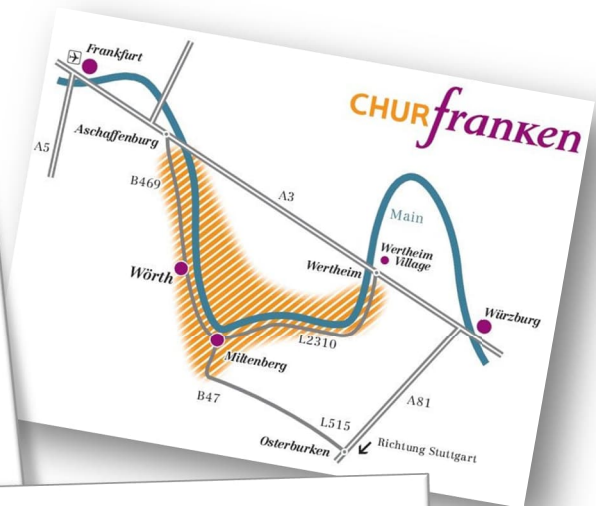 Frankfurt
CHURfranken
Aschaffenburg
A5
B469
A3
Main
Wertheim
Village
Wertheim
Wörth
Würzburg
L2310
Miltenberg
B47
A81
L515
Osterburken
Richtung Stuttgart